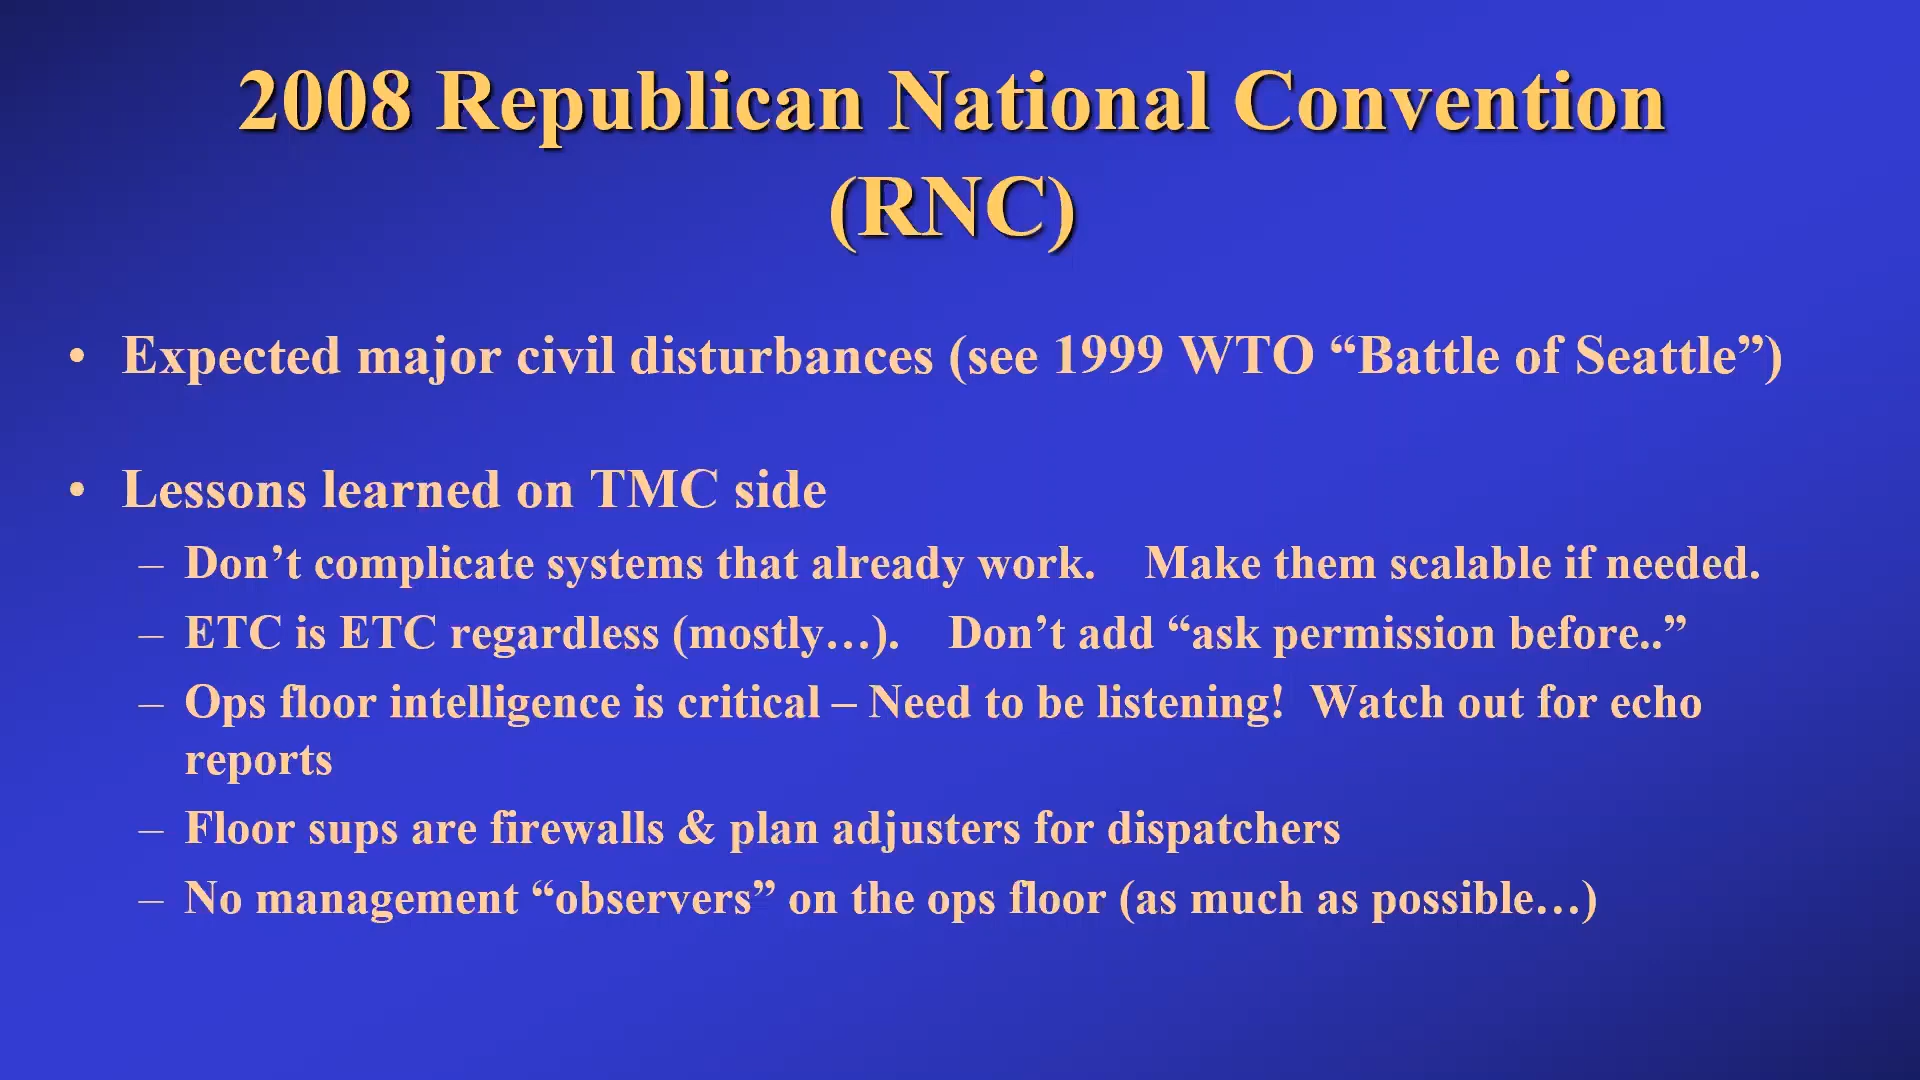 2008 Republican National Convention
(RNC)
• Expected major civil disturbances (see 1999 WTO “Battle of Seattle”)
• Lessons learned on TMC side
– Don’t complicate systems that already work. Make them scalable if needed.
– ETC is ETC regardless (mostly…). Don’t add “ask permission before..”
– Ops floor intelligence is critical – Need to be listening! Watch out for echo
reports
– Floor sups are firewalls & plan adjusters for dispatchers
– No management “observers” on the ops floor (as much as possible…)